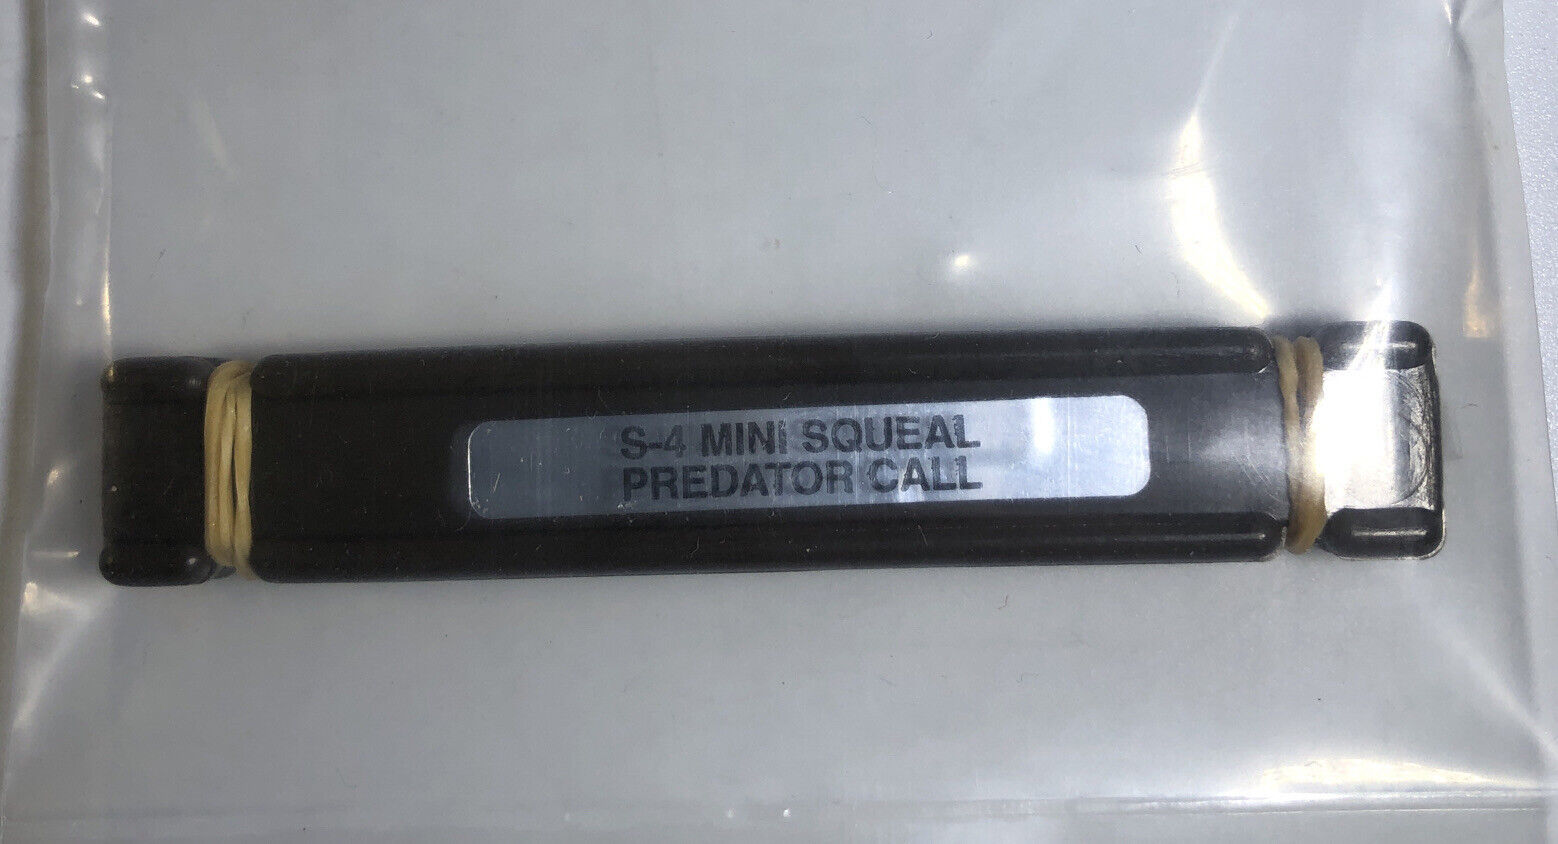 S-4 MINI SQUEAL
PREDATOR CALL